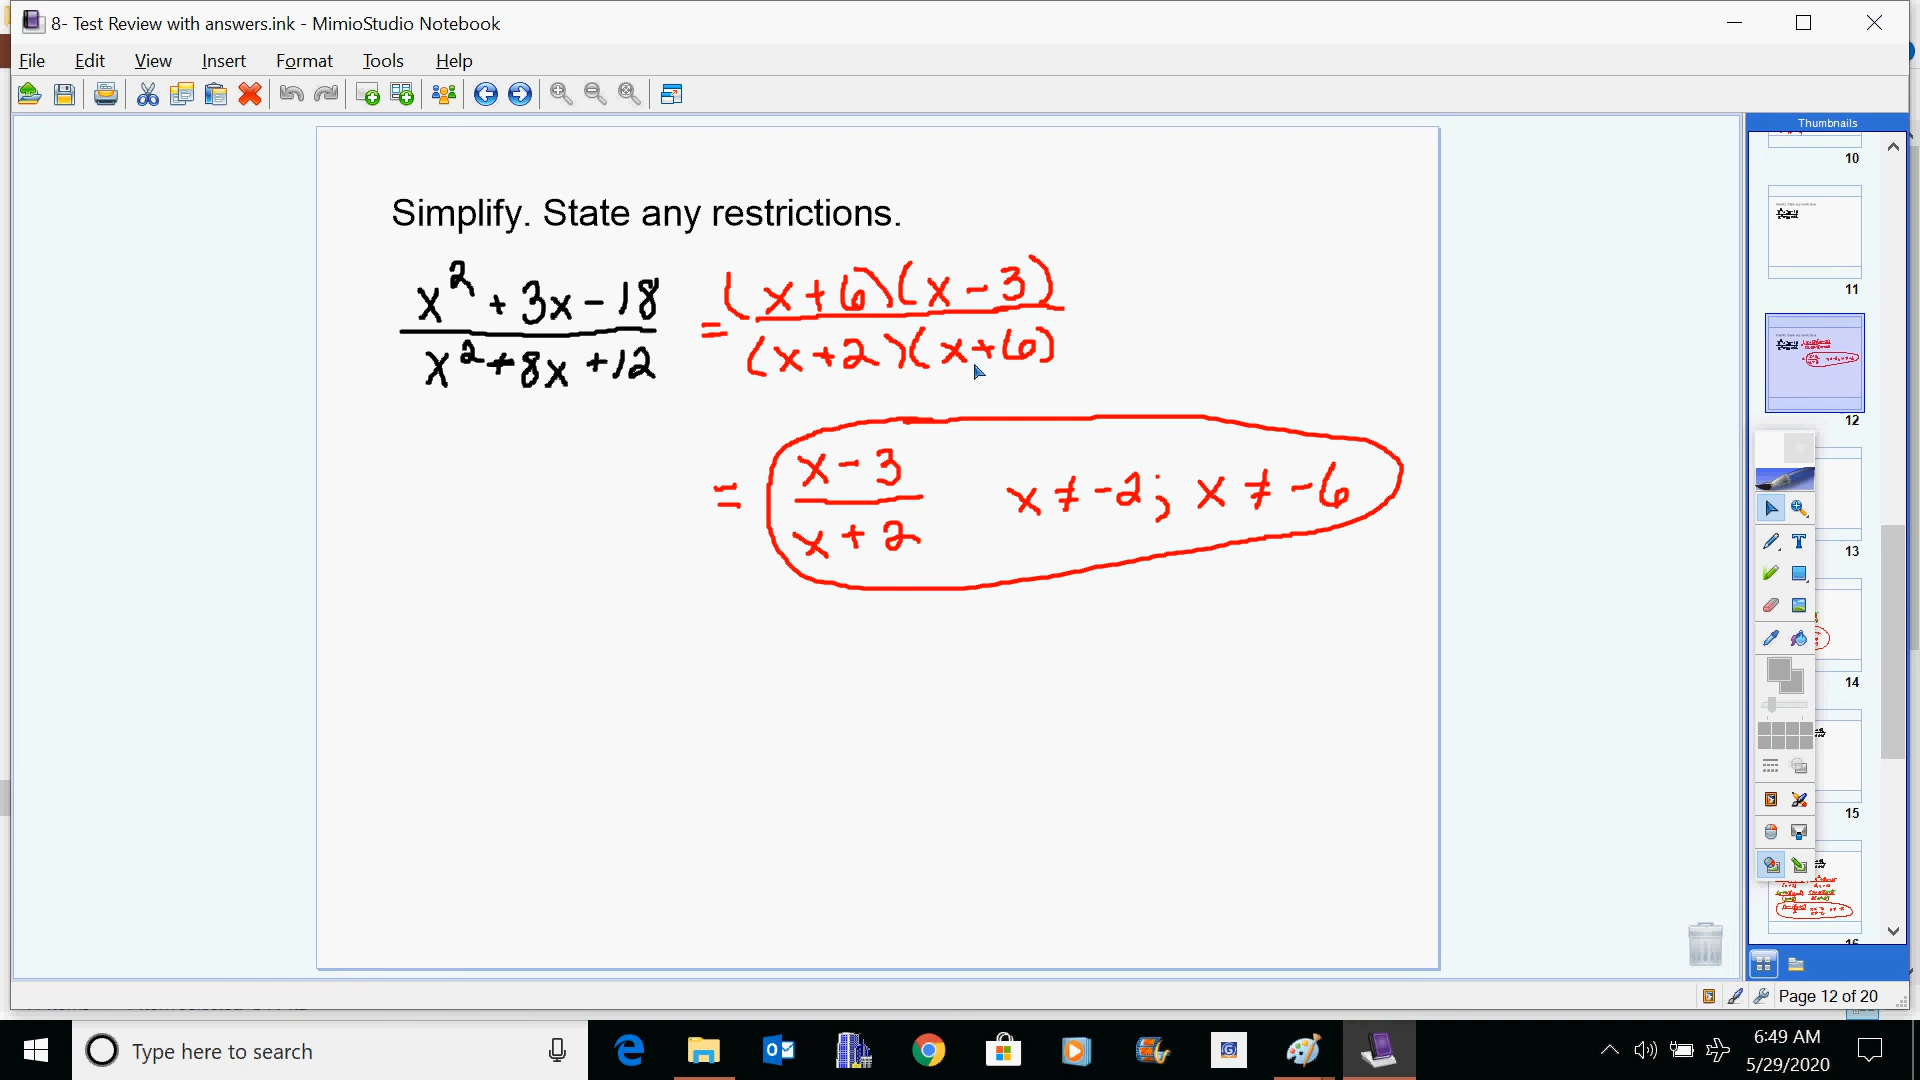 8- Test Review with answers.ink - MimioStudio Notebook
File Edit View Insert Format Tools Help
Thumbnails
Simplify. State any restrictions.
x² + 3x - 18 = (x+6)(x-3)
x² + 8x + 12 (x+2)(x+6)
= x - 3 x ≠ -2; x ≠ -6
x + 2
10
11
12
13
14
15
16
Page 12 of 20
Type here to search
6:49 AM
5/29/2020